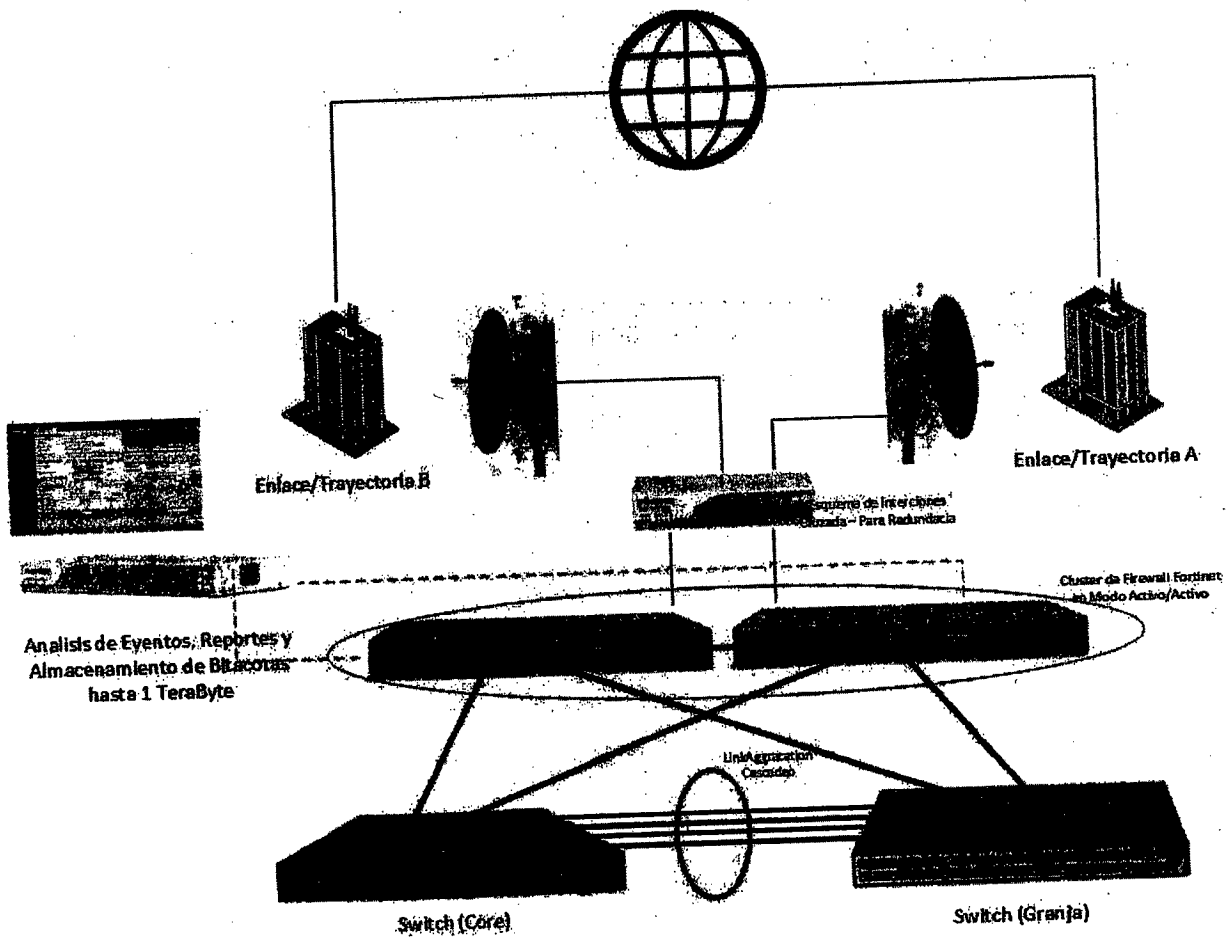 Enlace/Trayectoria B
Enlace/Trayectoria A
Esquema de Interciones
Cruzada – Para Redundacia
Cluster de Firewall Fortinet
en Modo Activo/Activo
Analisis de Eventos, Reportes y
Almacenamiento de Bitacoras
hasta 1 TeraByte
LinkAggrication
Cascadeo
Switch (Core)
Switch (Granja)